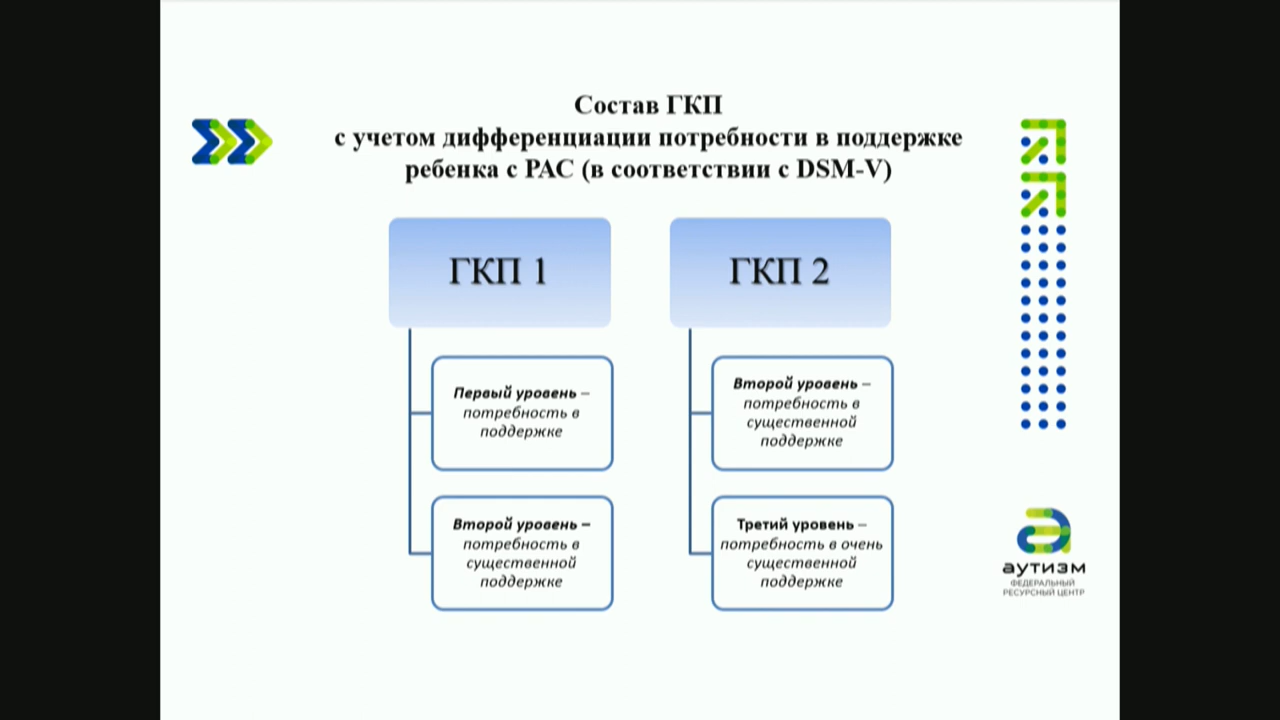 Состав ГКП
с учетом дифференциации потребности в поддержке
ребенка с РАС (в соответствии с DSM-V)
ГКП 1
Первый уровень –
потребность в
поддержке
Второй уровень –
потребность в
существенной
поддержке
ГКП 2
Второй уровень –
потребность в
существенной
поддержке
Третий уровень –
потребность в очень
существенной
поддержке
аутизм
ФЕДЕРАЛЬНЫЙ
РЕСУРСНЫЙ ЦЕНТР